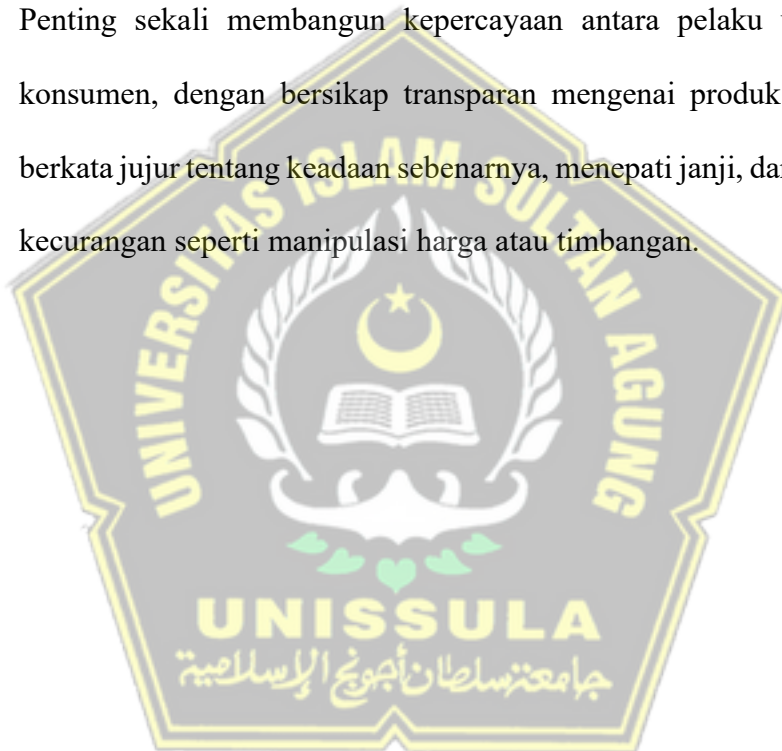 Penting sekali membangun kepercayaan antara pelaku
konsumen, dengan bersikap transparan mengenai produk
berkata jujur tentang keadaan sebenarnya, menepati janji, dan
kecurangan seperti manipulasi harga atau timbangan.
UNIVERSITAS ISLAM SULTAN AGUNG
UNISSULA
جامعة سلطان أجونج الإسلامية